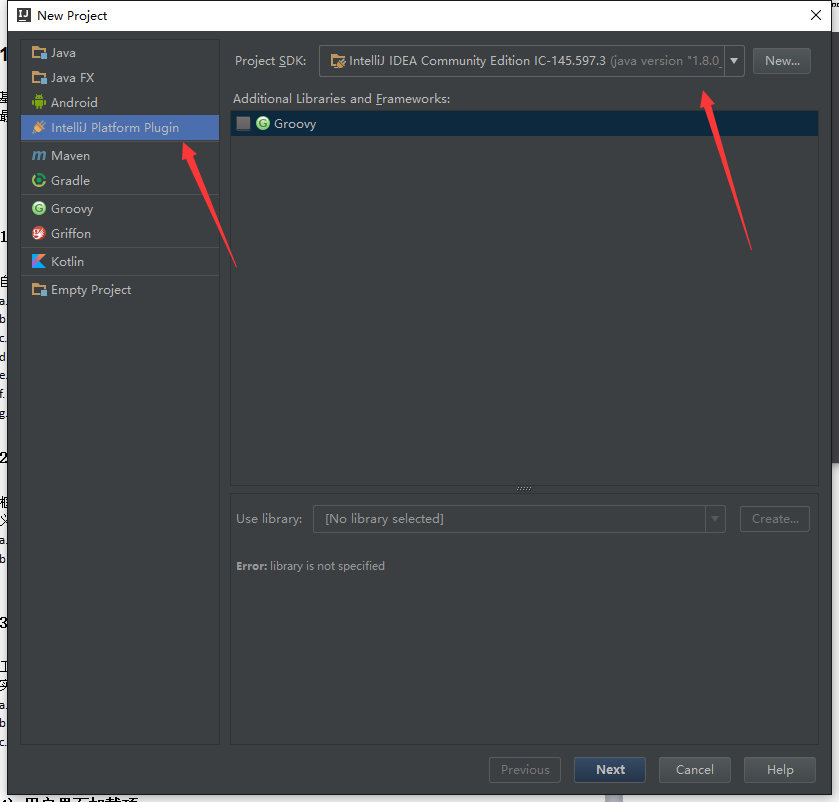 New Project
Java
Java FX
Android
IntelliJ Platform Plugin
Maven
Gradle
Groovy
Griffon
Kotlin
Empty Project
Project SDK: IntelliJ IDEA Community Edition IC-145.597.3 (java version "1.8.0_ New...
Additional Libraries and Frameworks:
Groovy
Use library: [No library selected] Create...
Error: library is not specified
Previous Next Cancel Help